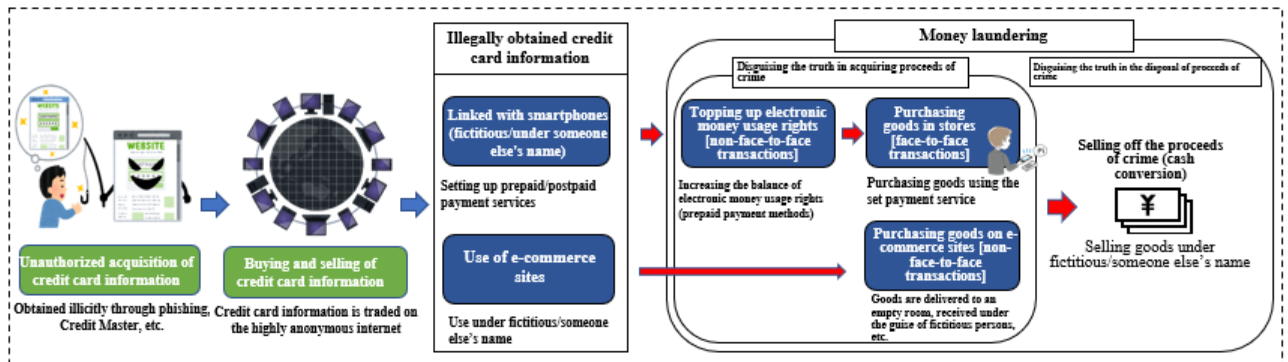 WEBSITE
WEBSITE
Unauthorized acquisition of
credit card information
Obtained illicitly through phishing,
Credit Master, etc.
Buying and selling of
credit card information
Credit card information is traded on
the highly anonymous internet
Illegally obtained credit
card information
Linked with smartphones
(fictitious/under someone
else's name)
Setting up prepaid/postpaid
payment services
Use of e-commerce
sites
Use under fictitious/someone
else's name
Money laundering
Disguising the truth in acquiring proceeds of
crime
Topping up electronic
money usage rights
[non-face-to-face
transactions]
Increasing the balance of
electronic money usage rights
(prepaid payment methods)
Purchasing
goods in stores
[face-to-face
transactions]
Purchasing goods using the
set payment service
Purchasing goods on e-
commerce sites [non-
face-to-face
transactions]
Goods are delivered to an
empty room, received under
the guise of fictitious persons,
etc.
Disguising the truth in the disposal of proceeds of
crime
Selling off the proceeds
of crime (cash
conversion)
¥
Selling goods under
fictitious/someone else's name